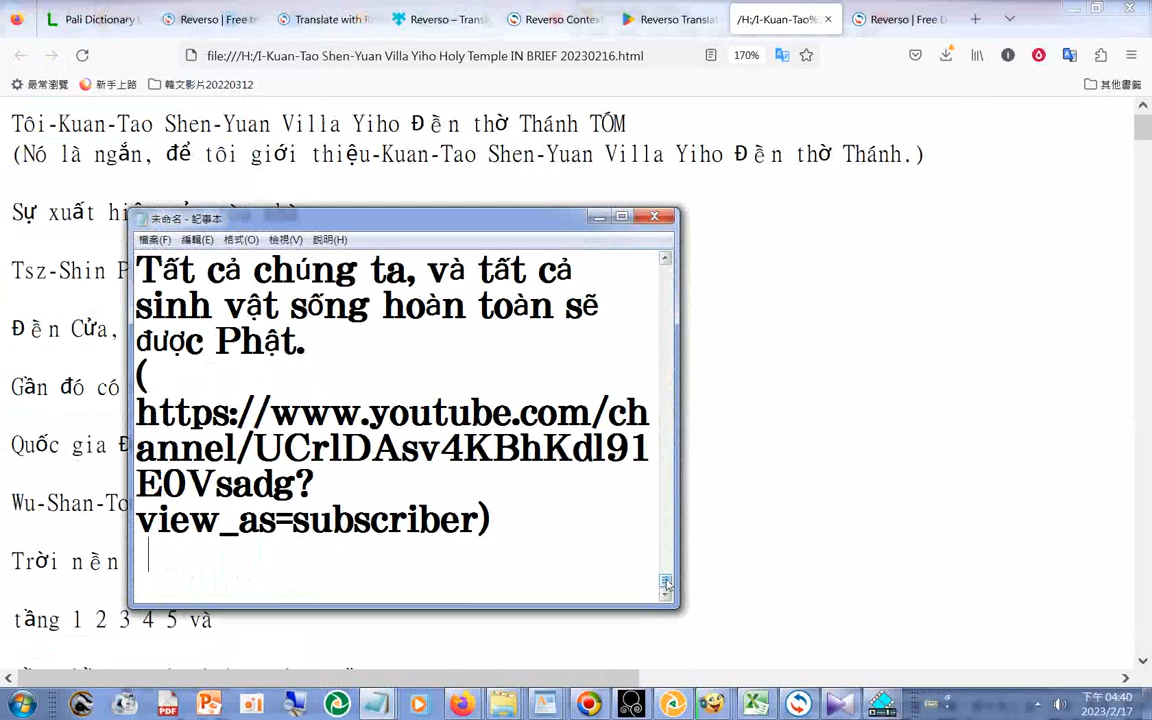 Pali Dictionary
Reverso | Free tr
Translate with Re
Reverso – Transl
Reverso Context
Reverso Translat
/H:/I-Kuan-Tao%
Reverso | Free D
file:///H:/I-Kuan-Tao Shen-Yuan Villa Yiho Holy Temple IN BRIEF 20230216.html
170%
最常瀏覽
新手上路
韓文影片20220312
其他書籤
Tôi-Kuan-Tao Shen-Yuan Villa Yiho Đền thờ Thánh TÓM
(Nó là ngắn, để tôi giới thiệu-Kuan-Tao Shen-Yuan Villa Yiho Đền thờ Thánh.)
Sự xuất hi
Tsz-Shin P
Đền Cửa,
Gần đó có
Quốc gia Đ
Wu-Shan-To
Trời nền
tầng 1 2 3 4 5 và
未命名 - 記事本
檔案(F) 編輯(E) 格式(O) 檢視(V) 說明(H)
Tất cả chúng ta, và tất cả
sinh vật sống hoàn toàn sẽ
được Phật.
(
https://www.youtube.com/ch
annel/UCrlDAsv4KBhKdl91
E0Vsadg?
view_as=subscriber)
下午 04:40
2023/2/17